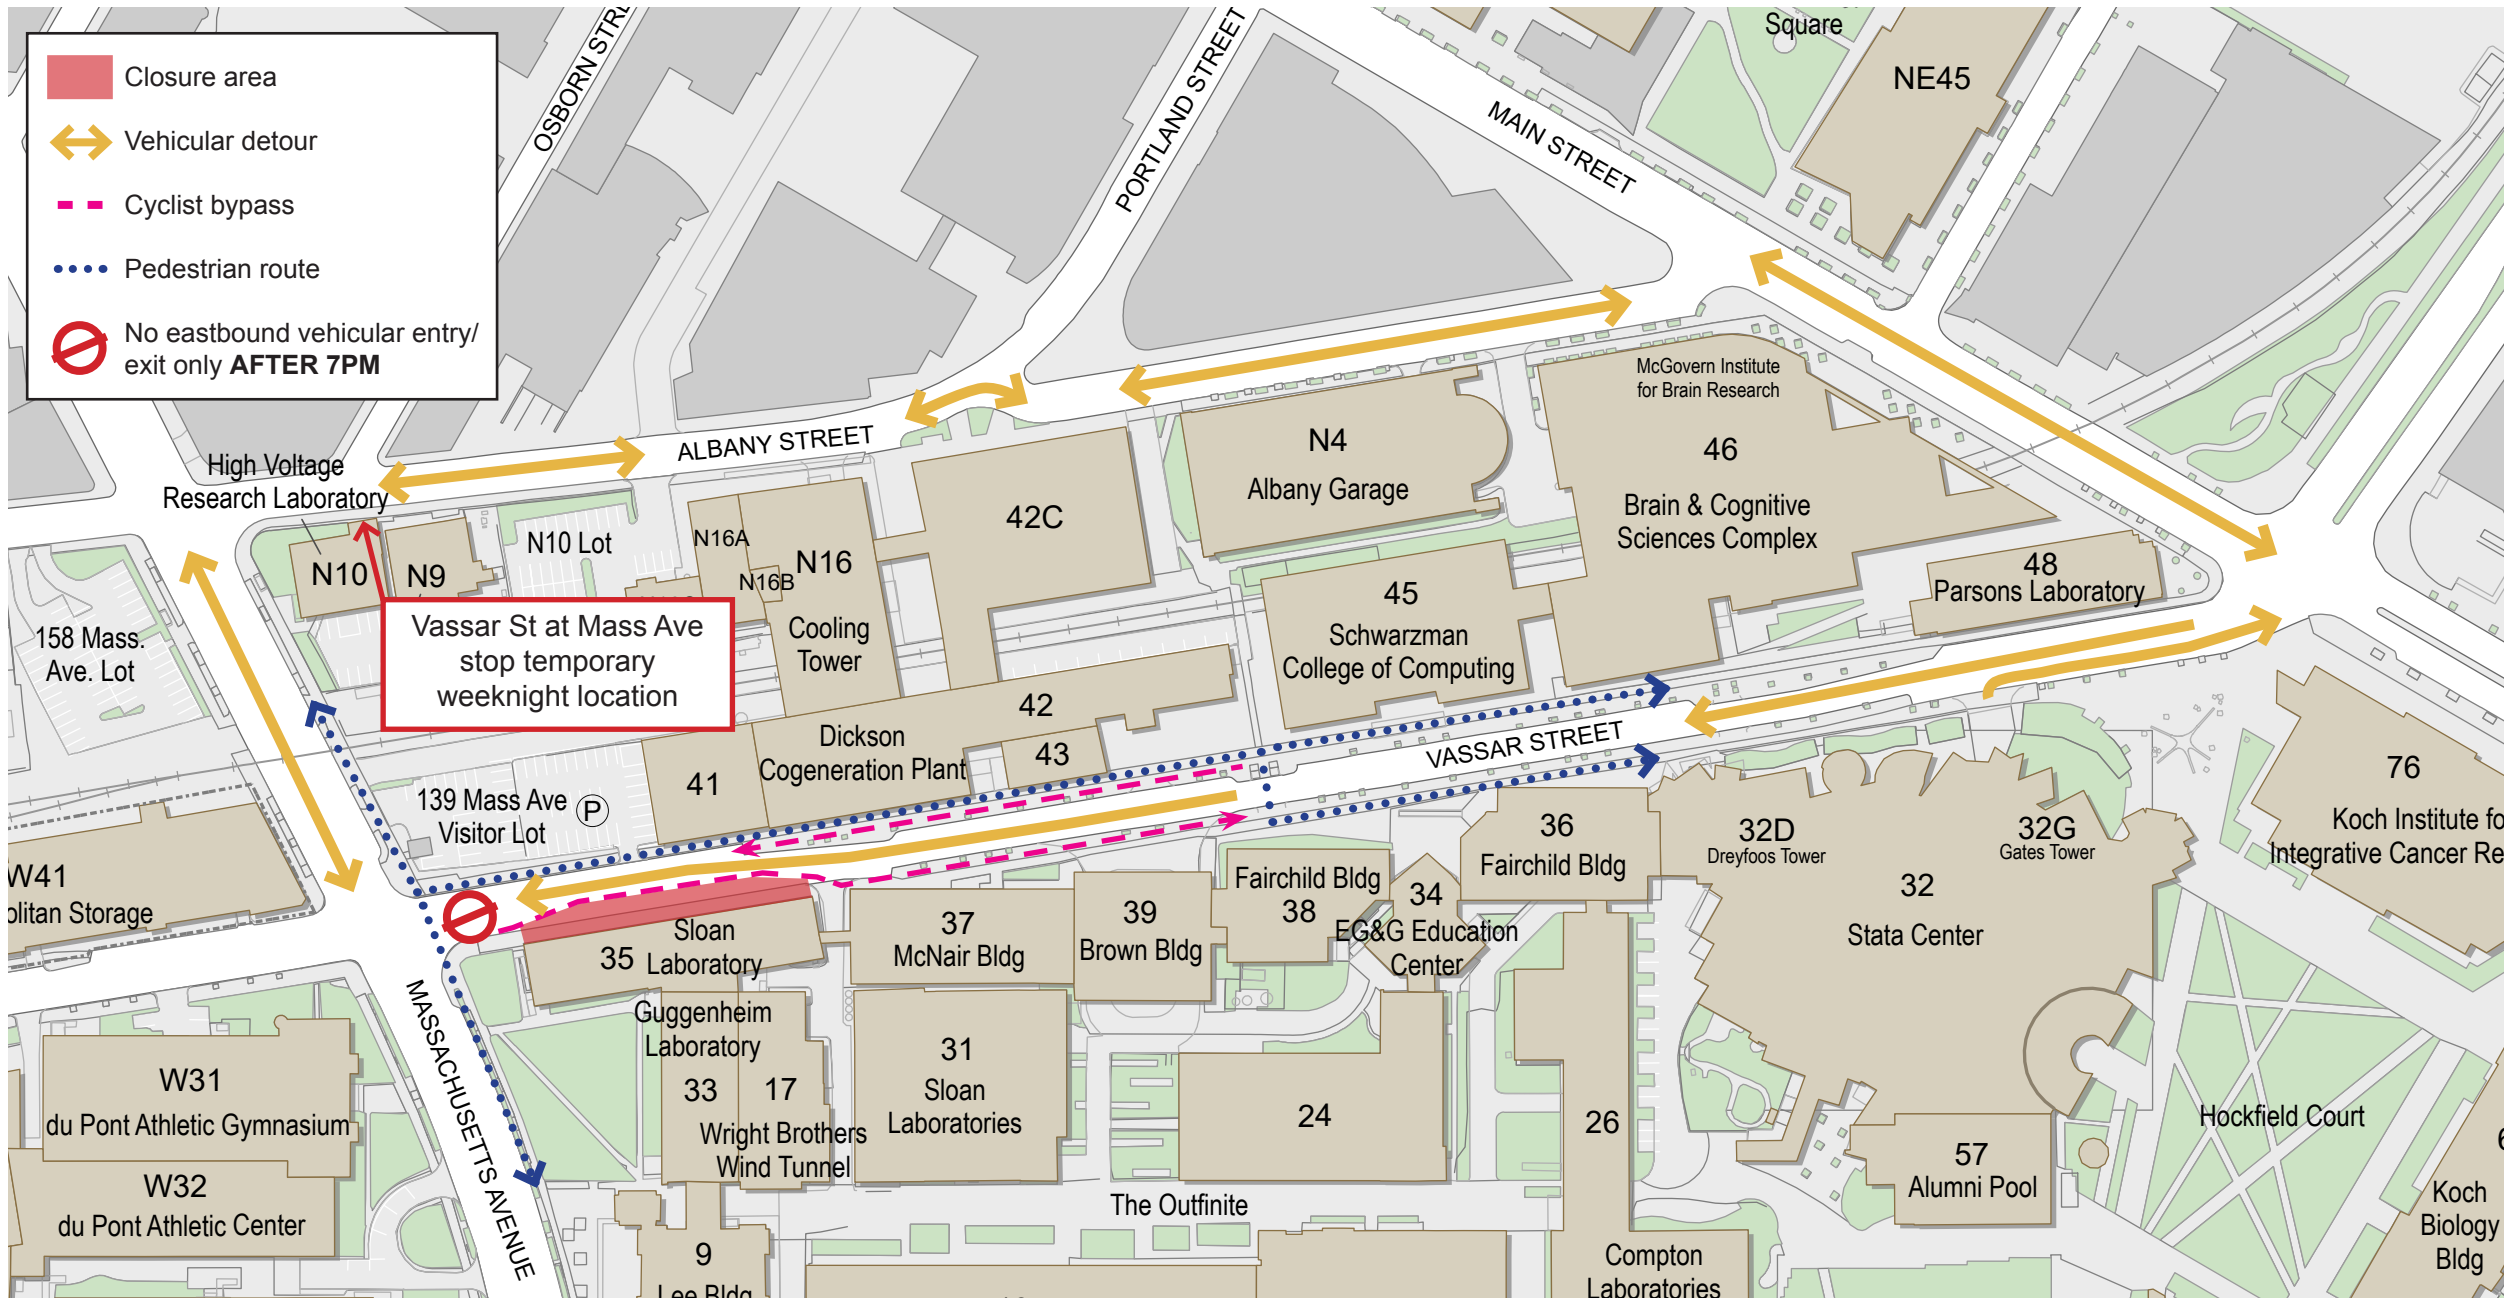 Closure area
Vehicular detour
Cyclist bypass
Pedestrian route
No eastbound vehicular entry/
exit only AFTER 7PM
OSBORN
PORTLAND STREET
MAIN STREET
Square
NE45
High Voltage
Research Laboratory
ALBANY STREET
McGovern Institute
for Brain Research
N4
Albany Garage
46
Brain & Cognitive
Sciences Complex
42C
N10 Lot
N16A
N16B
N16
Cooling
Tower
N10
N9
Vassar St at Mass Ave
stop temporary
weeknight location
158 Mass.
Ave. Lot
45
Schwarzman
College of Computing
48
Parsons Laboratory
42
Dickson
Cogeneration Plant
43
41
VASSAR STREET
139 Mass Ave
Visitor Lot
P
76
Koch Institute
Integrative Cancer
W41
Storage
36
Fairchild Bldg
32D
Dreyfoos Tower
32G
Gates Tower
32
Stata Center
Fairchild Bldg
38
34
EG&G Education
Center
39
Brown Bldg
37
McNair Bldg
35
Sloan
Laboratory
MASSACHUSETTS AVENUE
Guggenheim
Laboratory
33
17
Wright Brothers
Wind Tunnel
31
Sloan
Laboratories
24
26
W31
du Pont Athletic Gymnasium
W32
du Pont Athletic Center
57
Alumni Pool
Hockfield Court
The Outfinite
9
Lee Bldg
Compton
Laboratories
Koch
Biology
Bldg